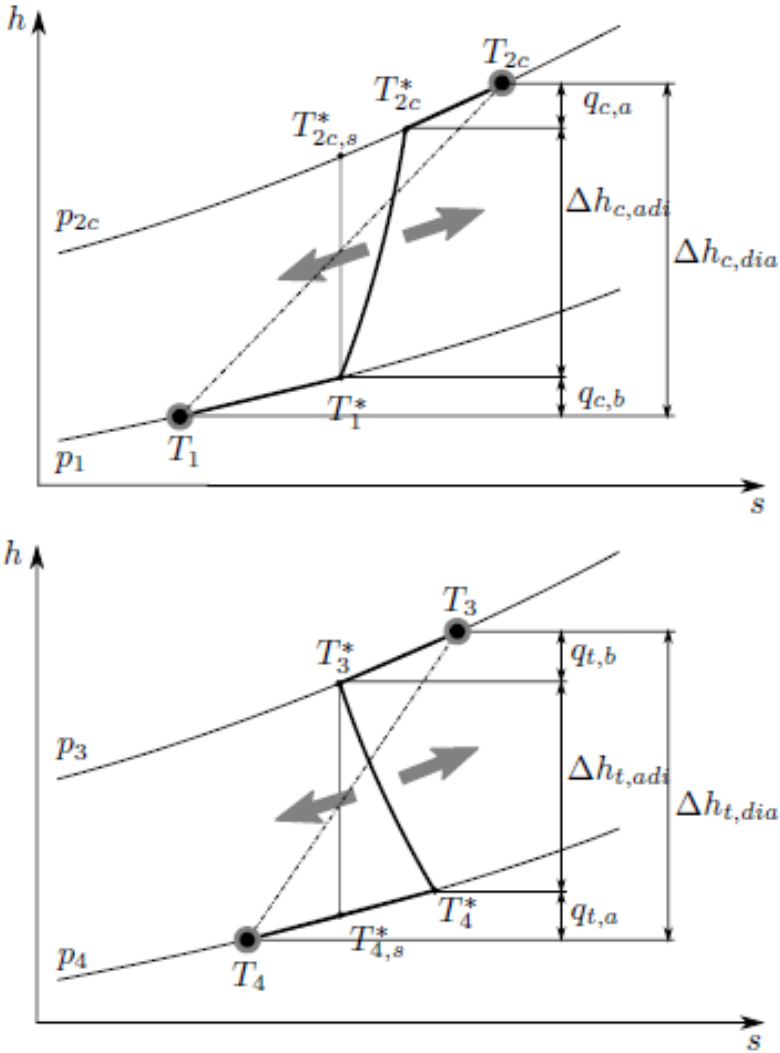 h
T_{2c}
T^*_{2c}
q_{c,a}
T^*_{2c,s}
p_{2c}
Δh_{c,adi}
Δh_{c,dia}
T^*_1
q_{c,b}
T_1
p_1
s
h
T_3
T^*_3
q_{t,b}
p_3
Δh_{t,adi}
Δh_{t,dia}
T^*_4
q_{t,a}
T^*_{4,s}
p_4
T_4
s